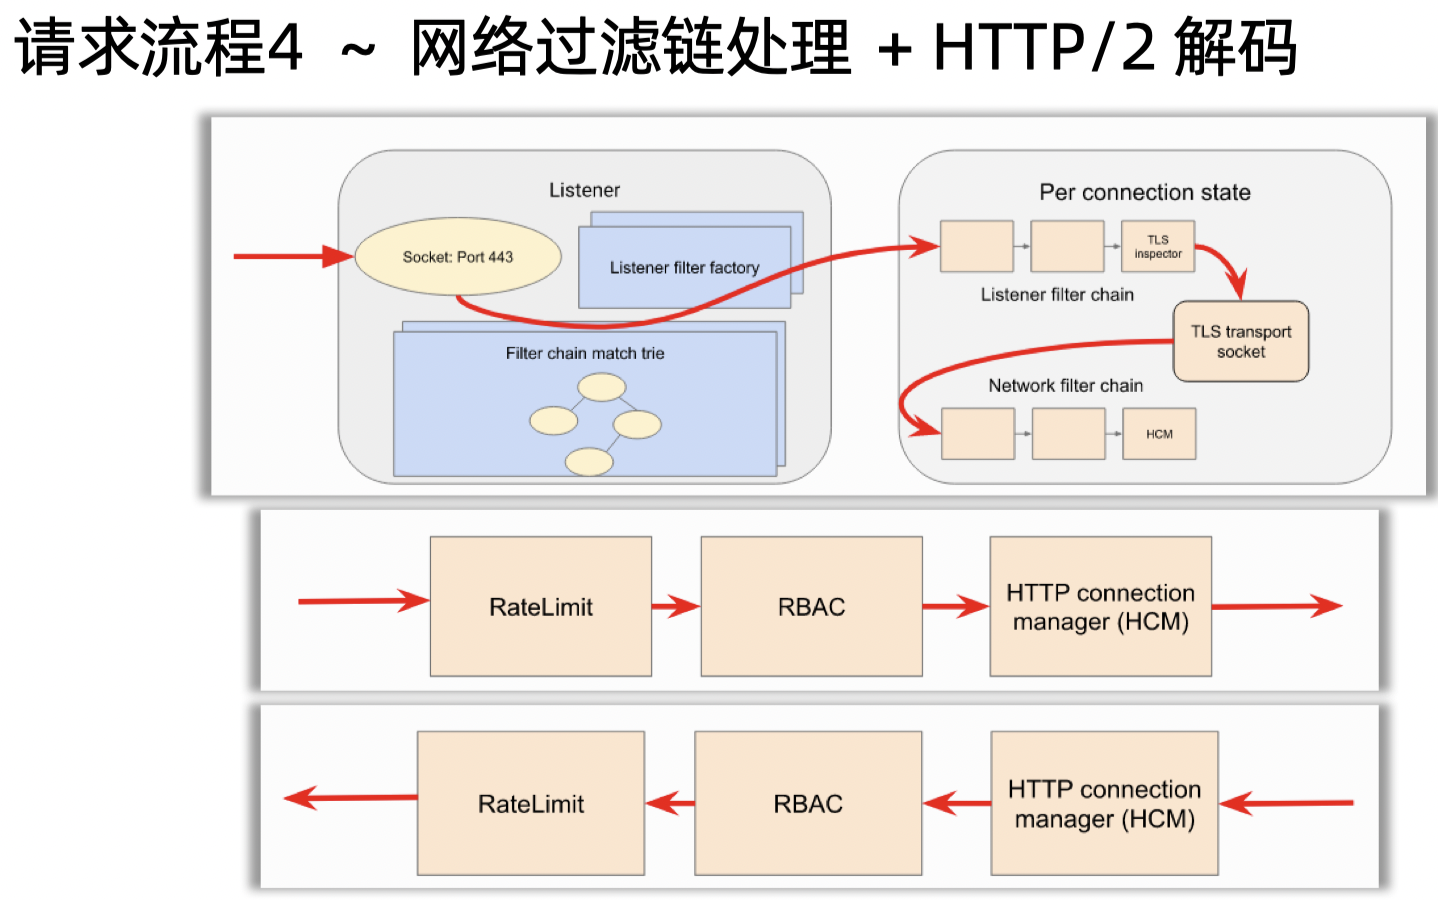 请求流程4 ~ 网络过滤链处理 + HTTP/2 解码
Listener
Socket: Port 443
Listener filter factory
Filter chain match trie
Per connection state
TLS
inspector
Listener filter chain
TLS transport
socket
Network filter chain
HCM
RateLimit
RBAC
HTTP connection
manager (HCM)
RateLimit
RBAC
HTTP connection
manager (HCM)